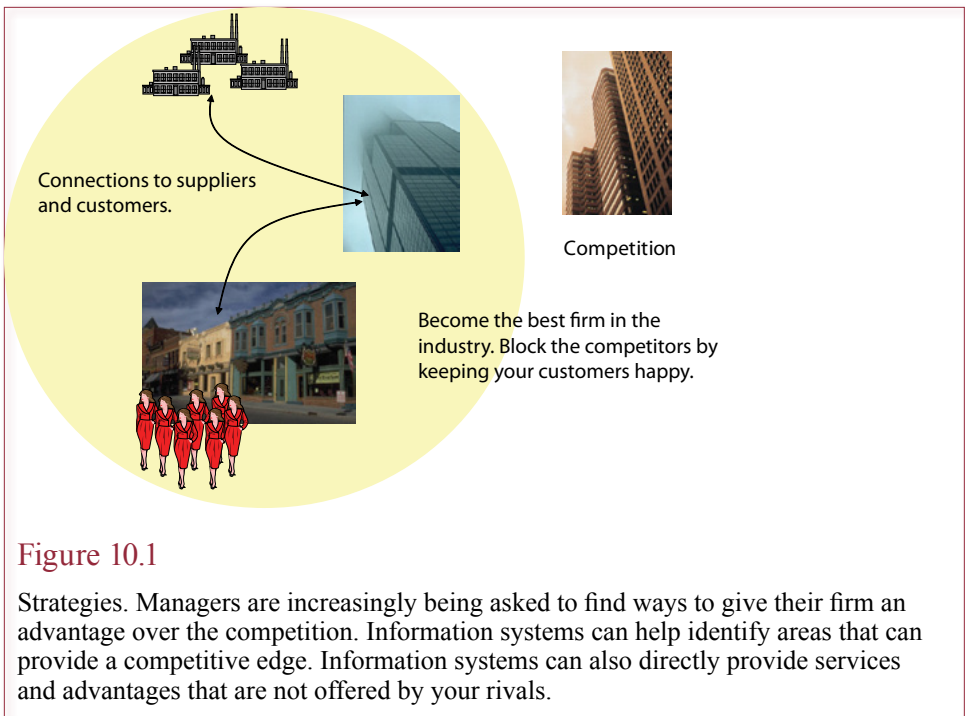 Connections to suppliers
and customers.
Competition
Become the best firm in the
industry. Block the competitors by
keeping your customers happy.
Figure 10.1
Strategies. Managers are increasingly being asked to find ways to give their firm an
advantage over the competition. Information systems can help identify areas that can
provide a competitive edge. Information systems can also directly provide services
and advantages that are not offered by your rivals.